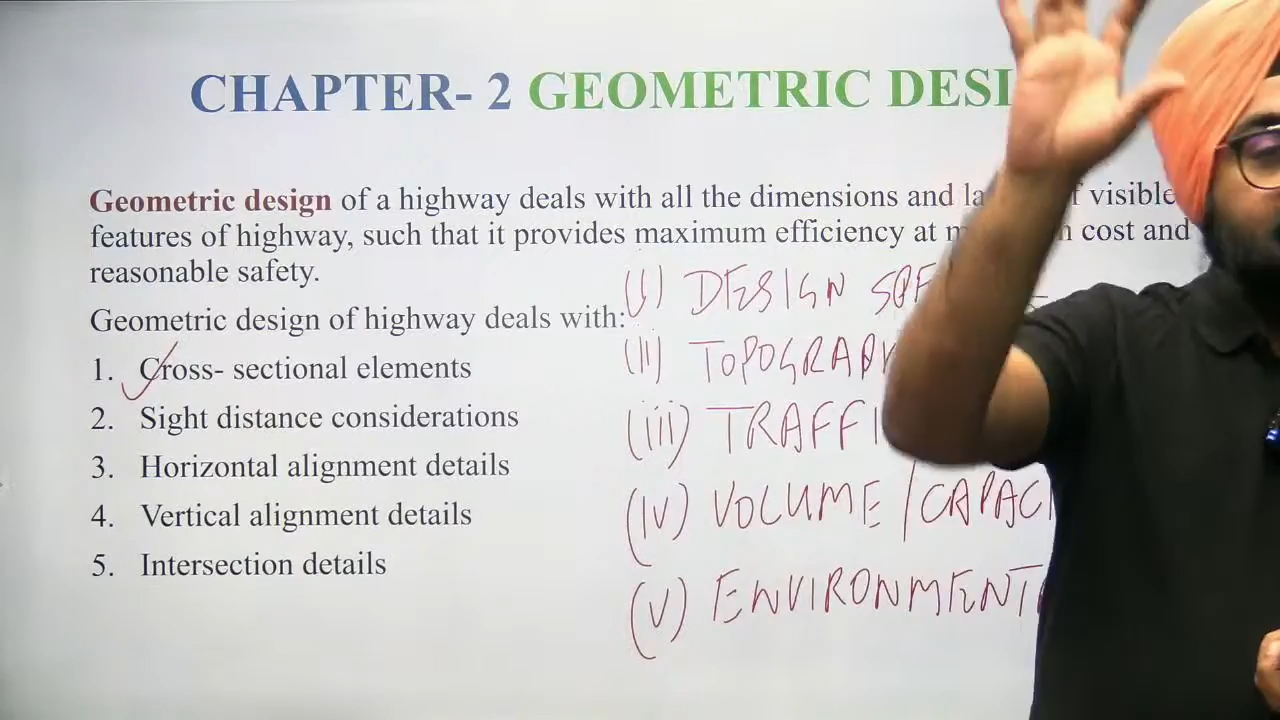 CHAPTER- 2 GEOMETRIC DESI
Geometric design of a highway deals with all the dimensions and la f visible
features of highway, such that it provides maximum efficiency at m cost and
reasonable safety.
Geometric design of highway deals with:
1. Cross- sectional elements
2. Sight distance considerations
3. Horizontal alignment details
4. Vertical alignment details
5. Intersection details
(i) DESIGN SPE
(ii) TOPOGRAPH
(iii) TRAFFI
(iv) VOLUME / CAPACI
(v) ENVIRONMENT